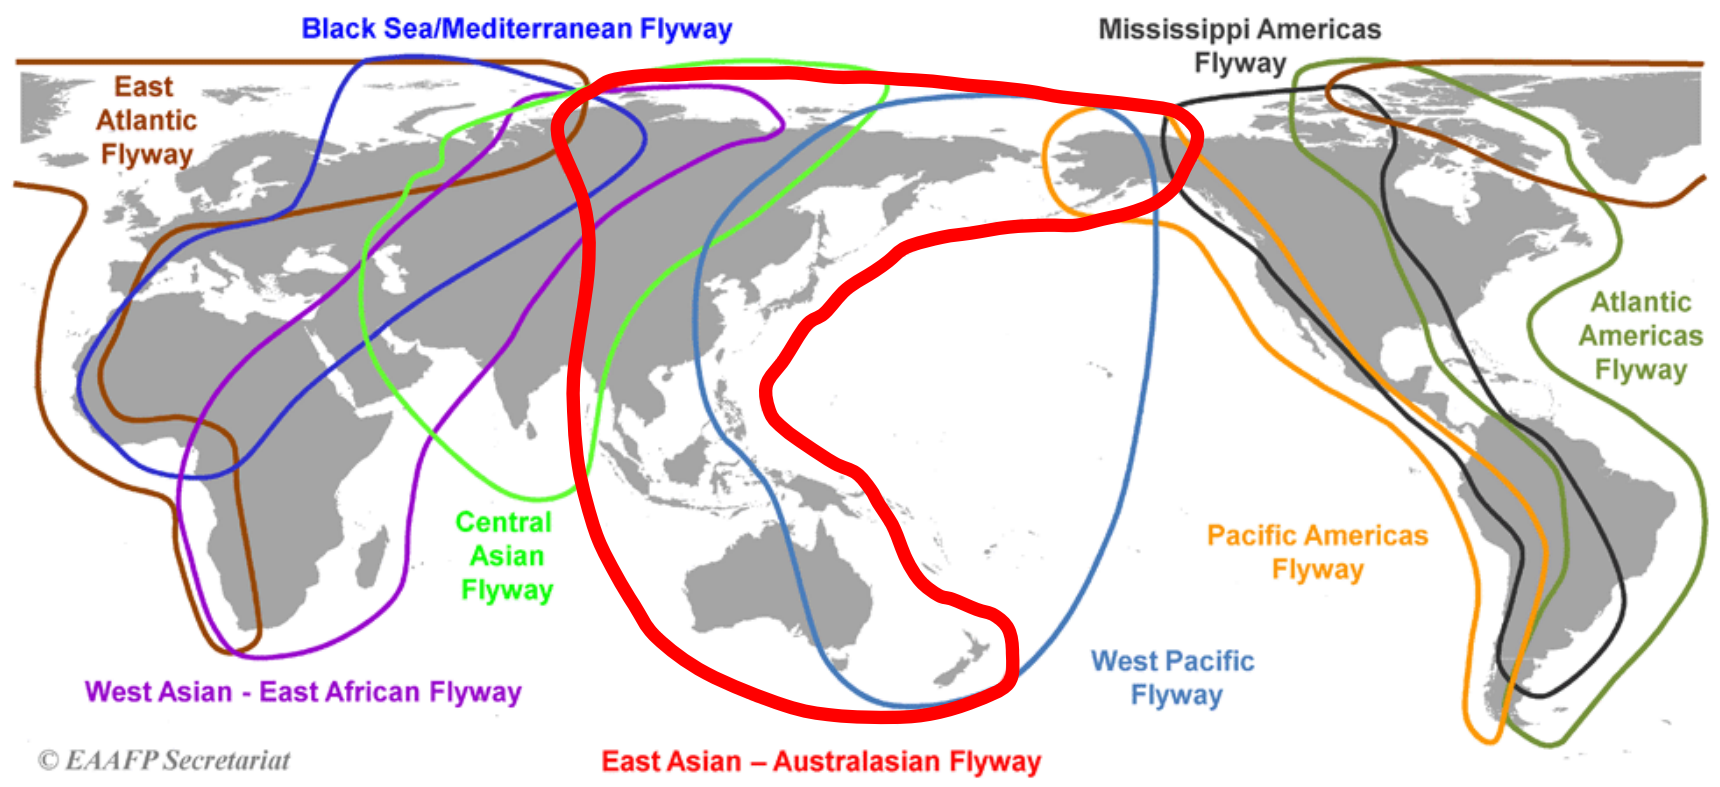 Black Sea/Mediterranean Flyway
Mississippi Americas
Flyway
East
Atlantic
Flyway
Atlantic
Americas
Flyway
Central
Asian
Flyway
Pacific Americas
Flyway
West Pacific
Flyway
West Asian - East African Flyway
© EAAFP Secretariat
East Asian – Australasian Flyway